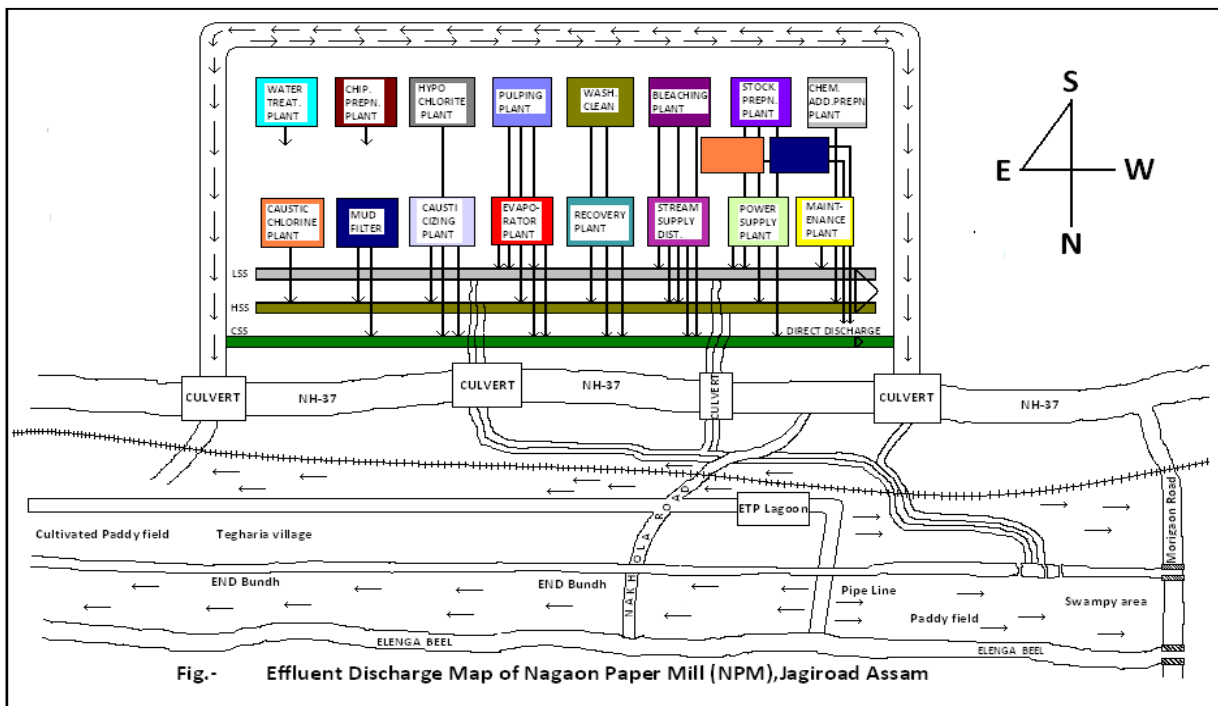 WATER
TREAT.
PLANT
CHIP.
PREPN.
PLANT
HYPO
CHLORITE
PLANT
PULPING
PLANT
WASH.
CLEAN
BLEACHING
PLANT
STOCK.
PREPN.
PLANT
CHEM.
ADD.PREPN
PLANT
S
E
W
N
CAUSTIC
CHLORINE
PLANT
MUD
FILTER
CAUSTI
CIZING
PLANT
EVAPO-
RATOR
PLANT
RECOVERY
PLANT
STREAM
SUPPLY
DIST.
POWER
SUPPLY
PLANT
MAINT-
ENANCE
PLANT
LSS
HSS
CSS
DIRECT DISCHARGE
CULVERT
NH-37
CULVERT
NH-37
CULVERT
CULVERT
NH-37
NAKHOLA ROAD
ETP Lagoon
Morigaon Road
Cultivated Paddy field
Tegharia village
END Bundh
END Bundh
Pipe Line
Swampy area
Paddy field
ELENGA BEEL
ELENGA BEEL
Fig.- Effluent Discharge Map of Nagaon Paper Mill (NPM),Jagiroad Assam